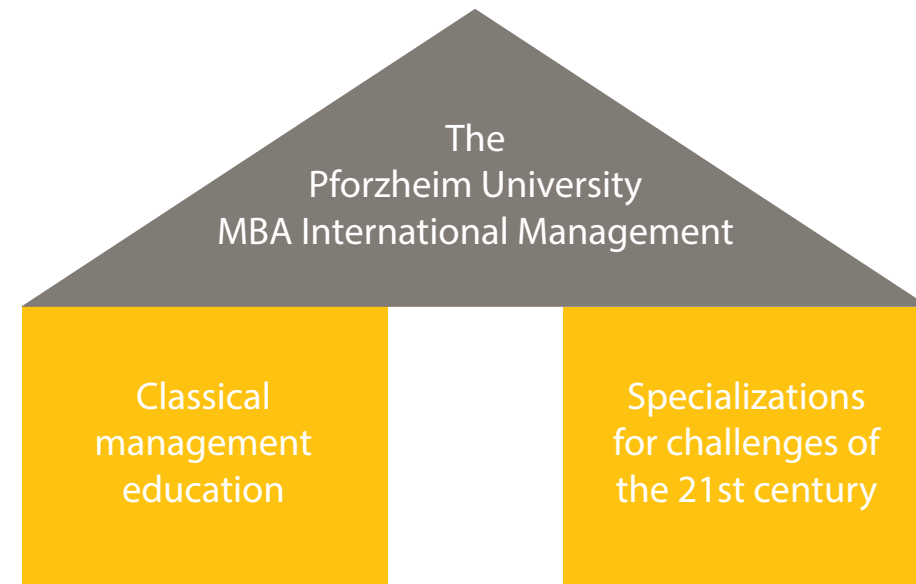 The
Pforzheim University
MBA International Management
Classical
management
education
Specializations
for challenges of
the 21st century